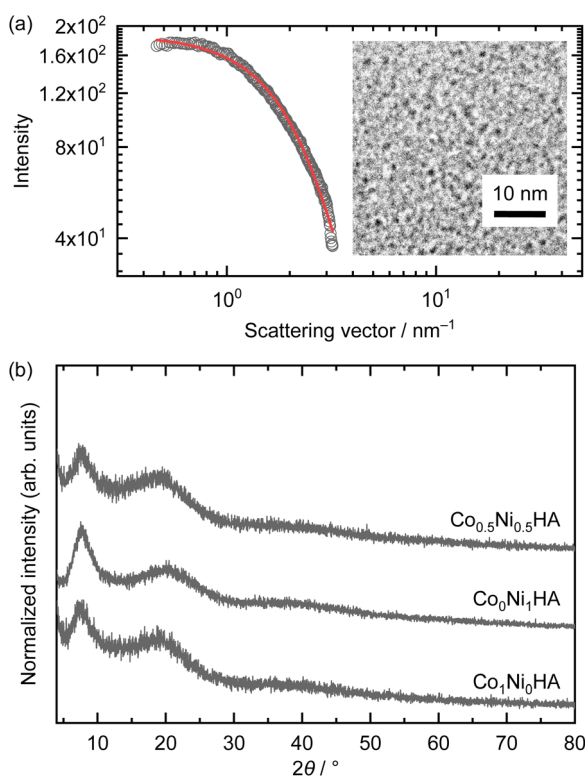 (a)
2x10²
1.6x10²
1.2x10²
8x10¹
4x10¹
Intensity
10 nm
10⁰
10¹
Scattering vector / nm⁻¹
(b)
Normalized intensity (arb. units)
Co₀.₅Ni₀.₅HA
Co₀Ni₁HA
Co₁Ni₀HA
10 20 30 40 50 60 70 80
2θ / °